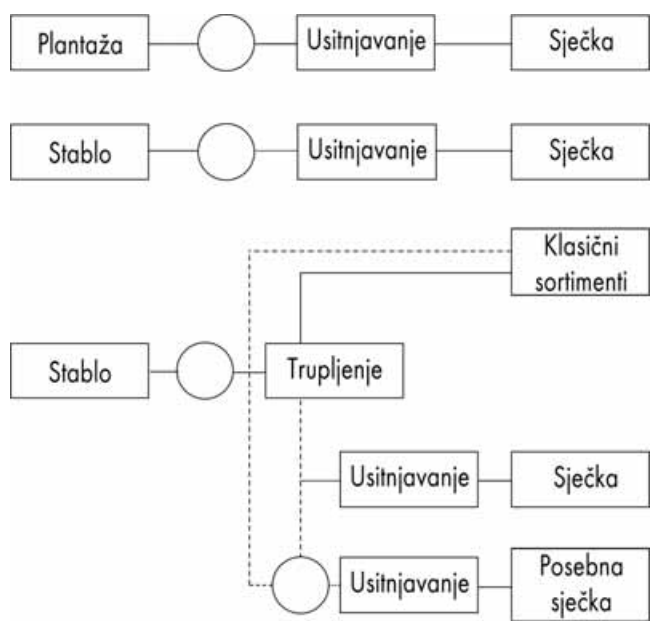 Plantaža
Usitnjavanje
Sječka
Stablo
Usitnjavanje
Sječka
Klasični
sortimenti
Stablo
Trupljenje
Usitnjavanje
Sječka
Usitnjavanje
Posebna
sječka